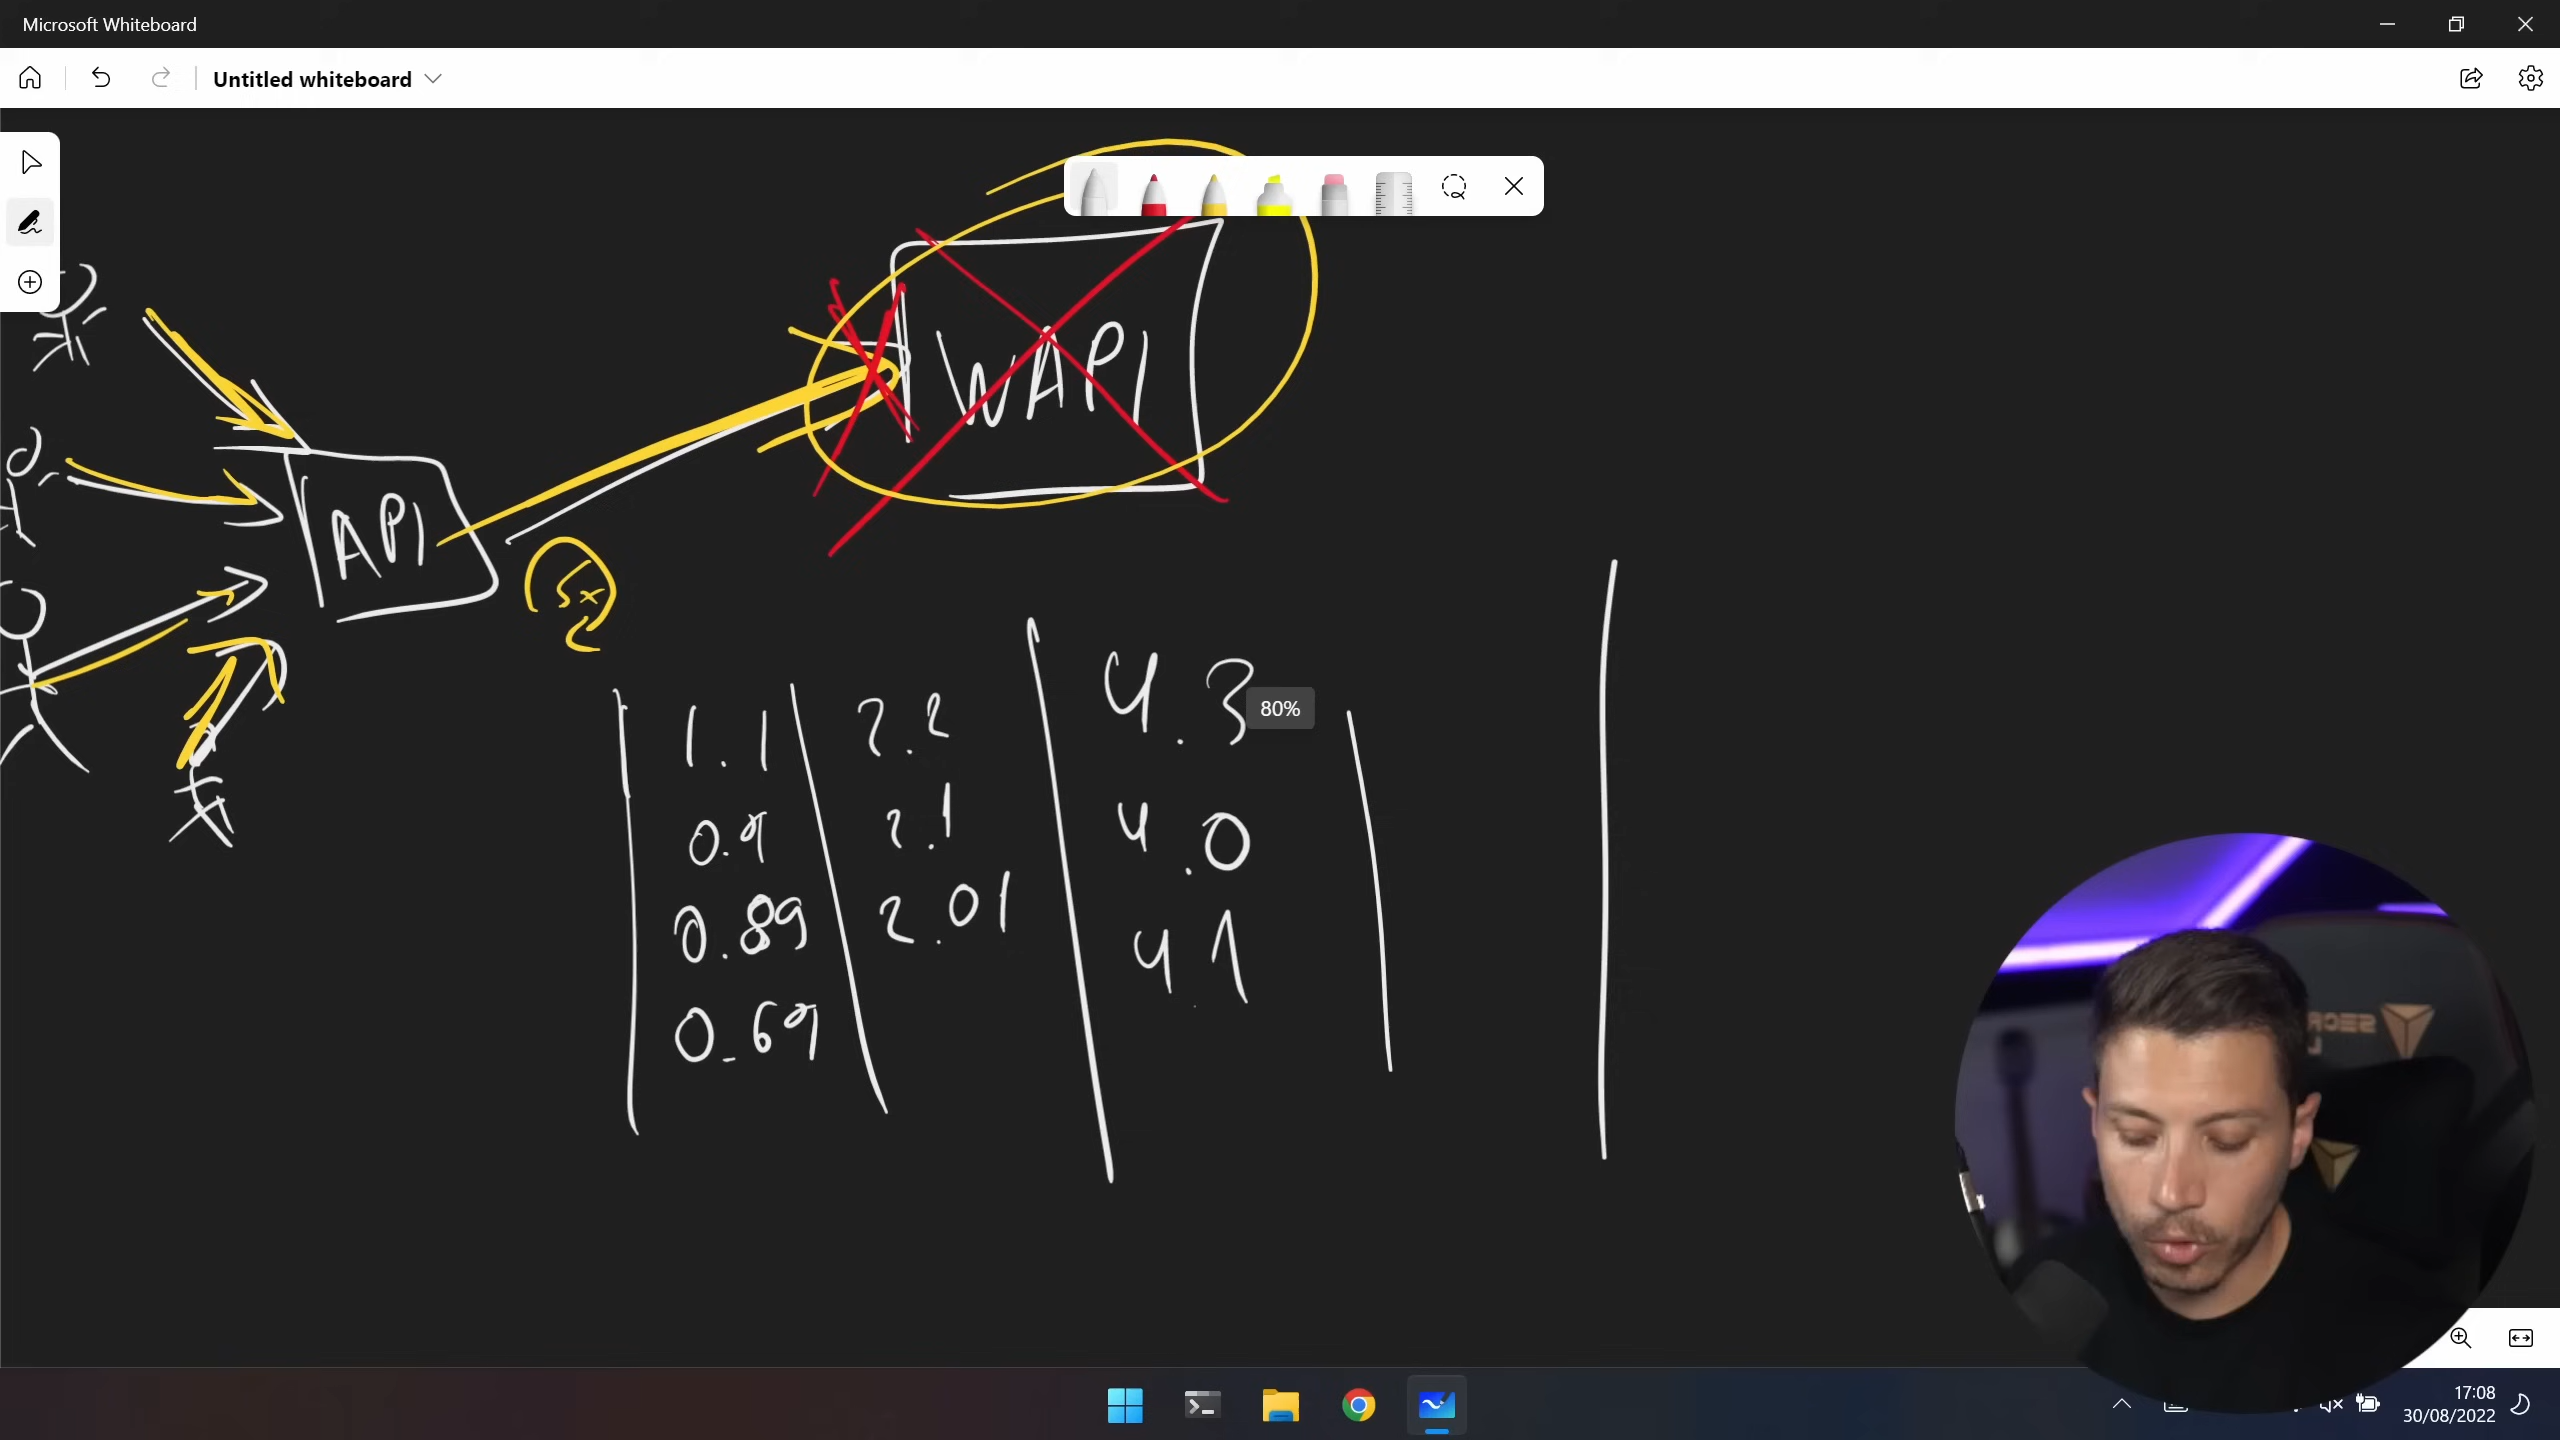 Microsoft Whiteboard
Untitled whiteboard
WAPI
API
5x
80%
1.1 2.2 4.3
0.9 2.1 4.0
0.89 2.01 4.1
0.69
17:08
30/08/2022